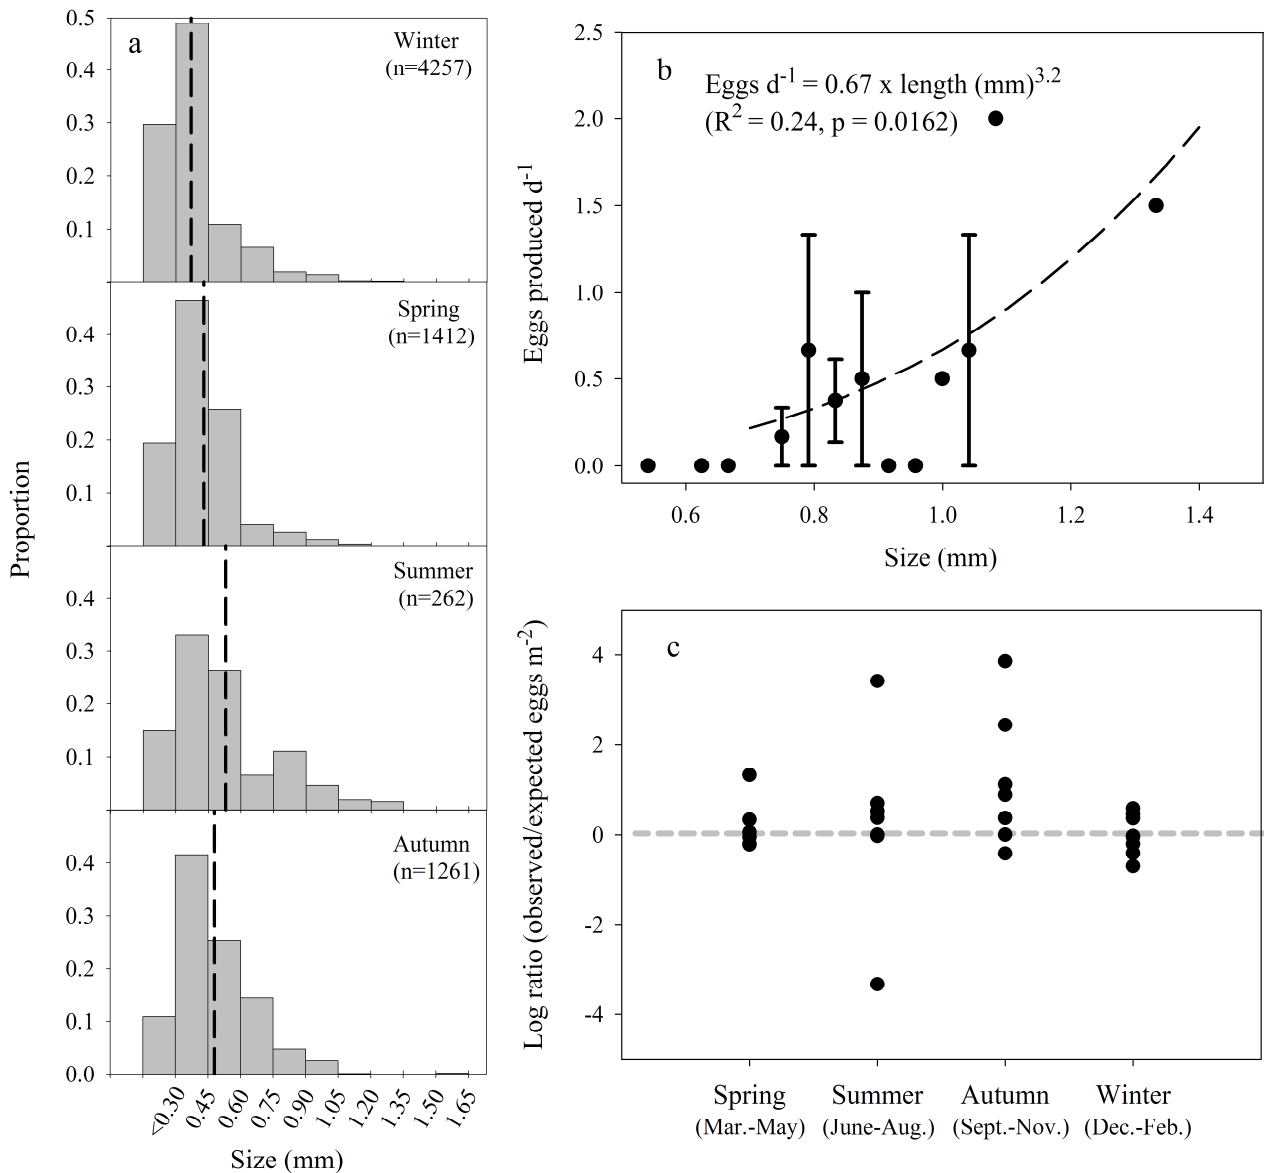 a
Winter
(n=4257)
0.5
0.4
0.3
0.2
0.1
Spring
(n=1412)
0.4
0.3
0.2
0.1
Summer
(n=262)
0.4
0.3
0.2
0.1
Autumn
(n=1261)
0.4
0.3
0.2
0.1
0.0
Proportion
<0.30
0.45
0.60
0.75
0.90
1.05
1.20
1.35
1.50
1.65
Size (mm)
b
Eggs d⁻¹ = 0.67 x length (mm)³·²
(R² = 0.24, p = 0.0162)
2.5
2.0
1.5
1.0
0.5
0.0
Eggs produced d⁻¹
0.6 0.8 1.0 1.2 1.4
Size (mm)
c
4
2
0
-2
-4
Log ratio (observed/expected eggs m⁻²)
Spring Summer Autumn Winter
(Mar.-May) (June-Aug.) (Sept.-Nov.) (Dec.-Feb.)